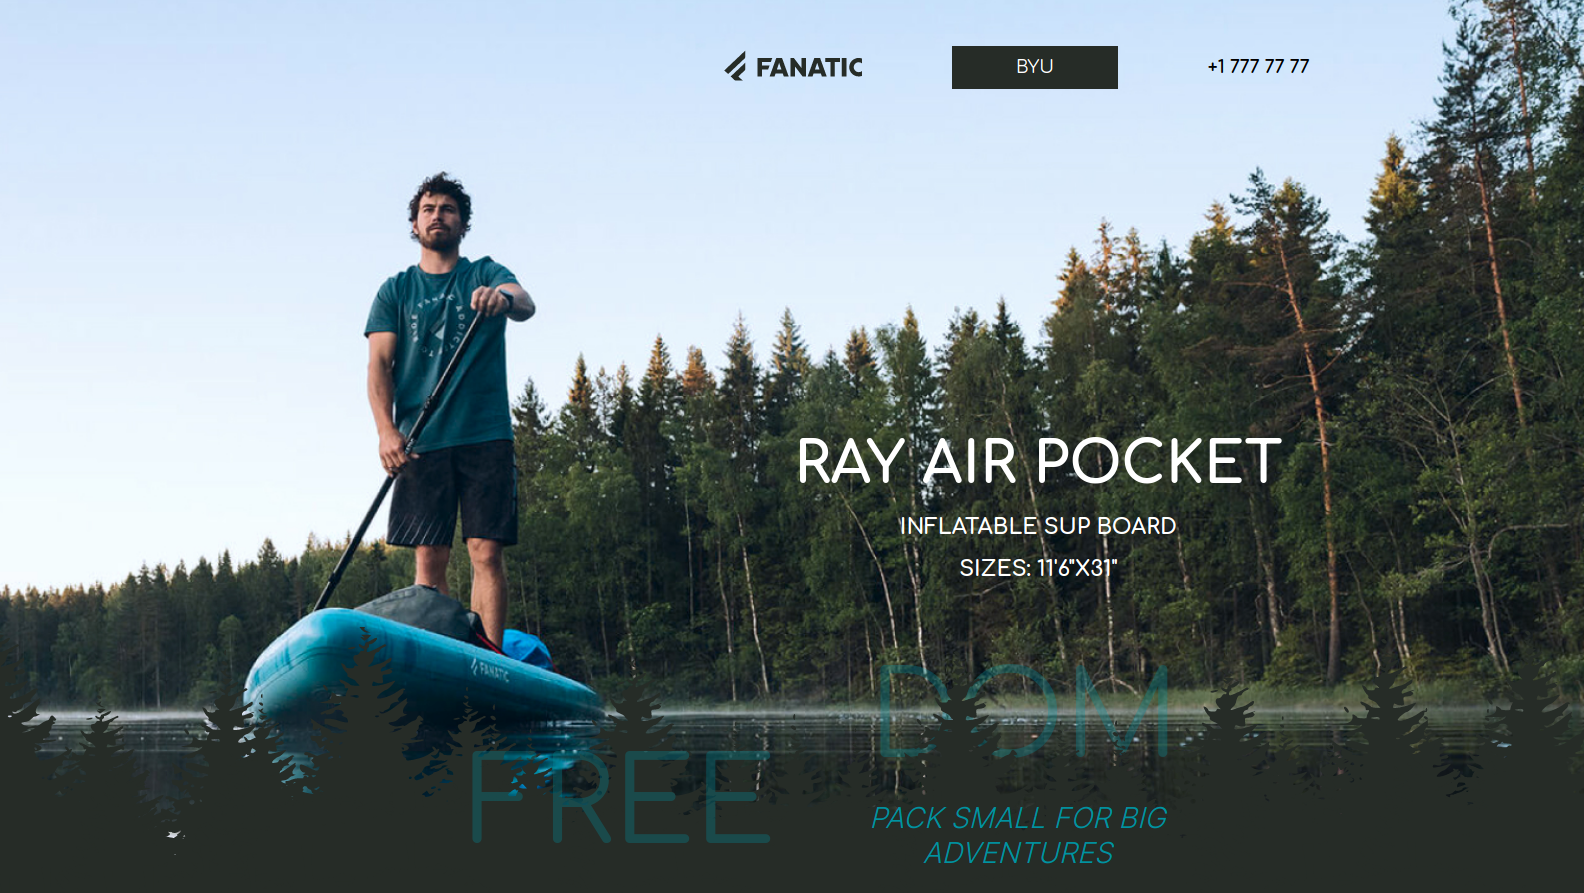 FANATIC
BYU
+1 777 77 77
RAY AIR POCKET
INFLATABLE SUP BOARD
SIZES: 11'6"X31"
FANATIC
DOM
FREE
PACK SMALL FOR BIG
ADVENTURES